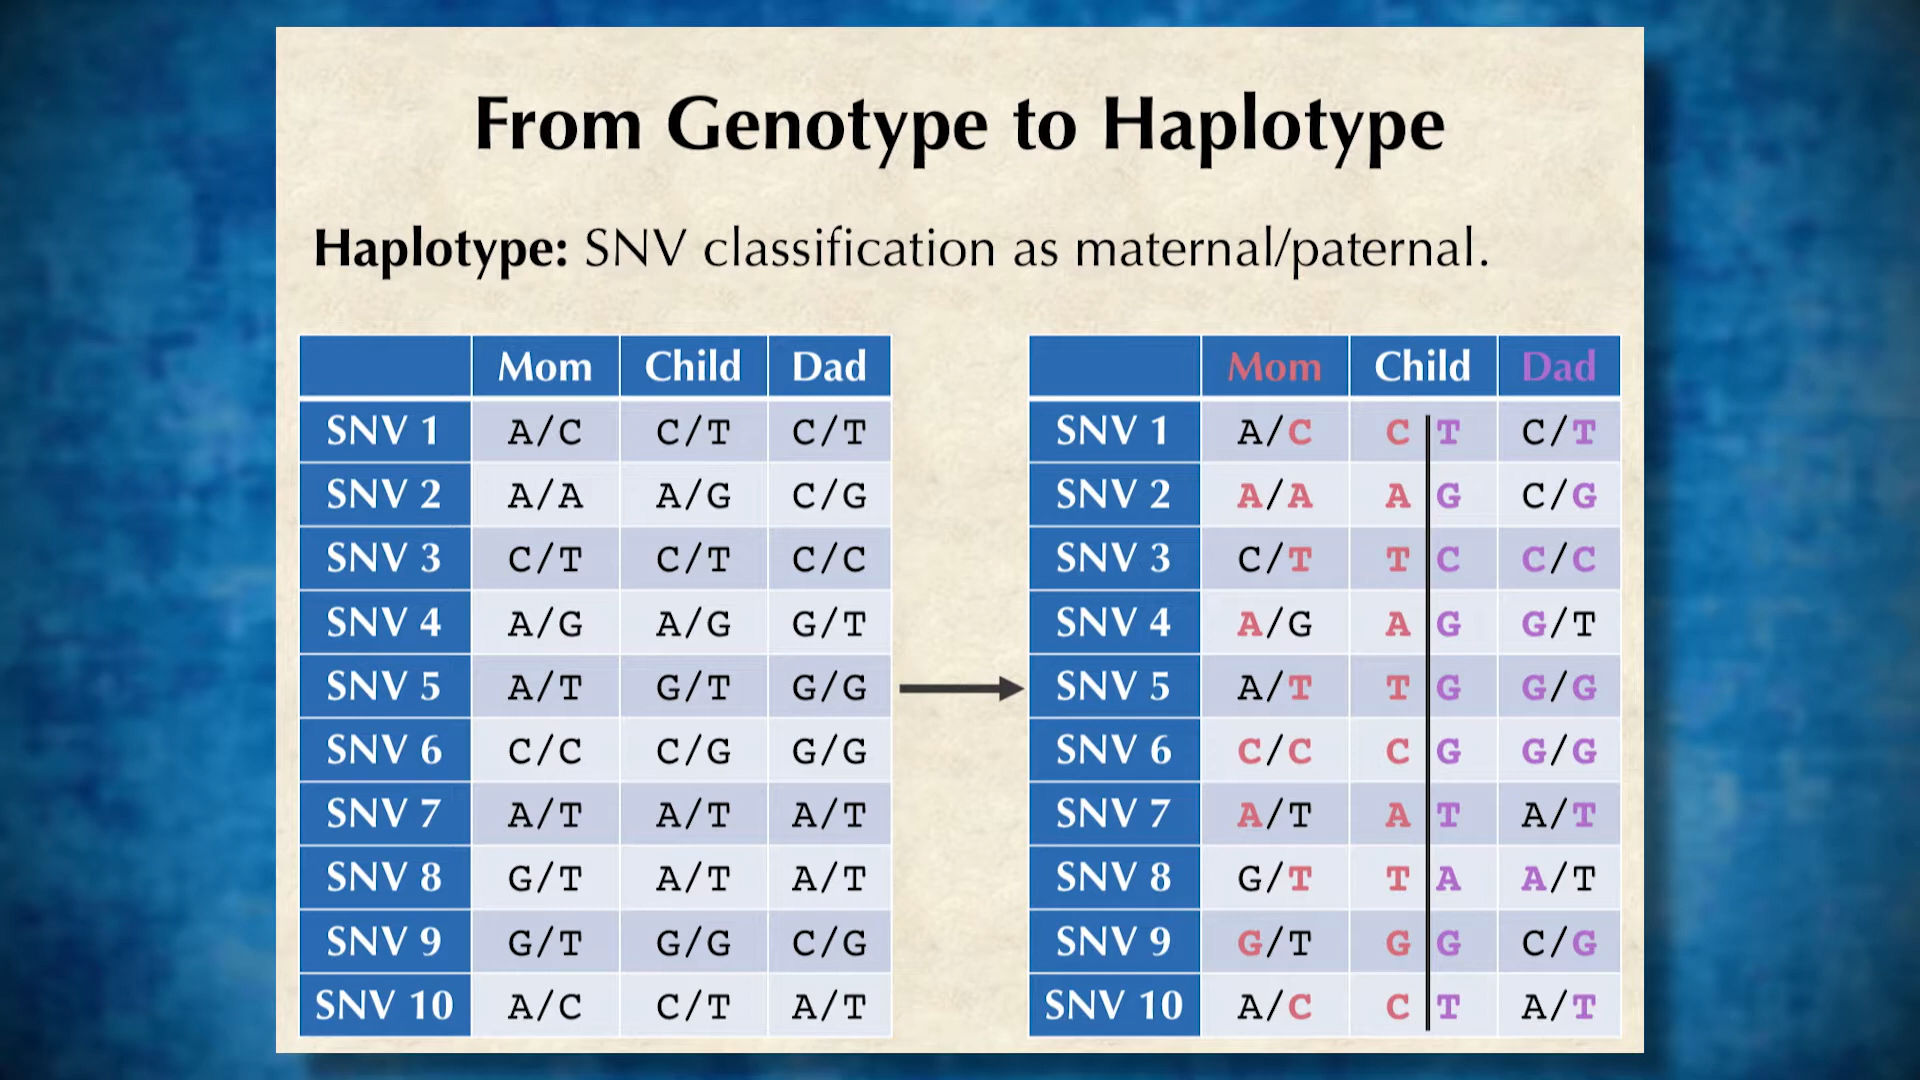 From Genotype to Haplotype
Haplotype: SNV classification as maternal/paternal.
Mom Child Dad
SNV 1 A/C C/T C/T
SNV 2 A/A A/G C/G
SNV 3 C/T C/T C/C
SNV 4 A/G A/G G/T
SNV 5 A/T G/T G/G
SNV 6 C/C C/G G/G
SNV 7 A/T A/T A/T
SNV 8 G/T A/T A/T
SNV 9 G/T G/G C/G
SNV 10 A/C C/T A/T
Mom Child Dad
SNV 1 A/C C T C/T
SNV 2 A/A A G C/G
SNV 3 C/T T C C/C
SNV 4 A/G A G G/T
SNV 5 A/T T G G/G
SNV 6 C/C C G G/G
SNV 7 A/T A T A/T
SNV 8 G/T T A A/T
SNV 9 G/T G G C/G
SNV 10 A/C C T A/T